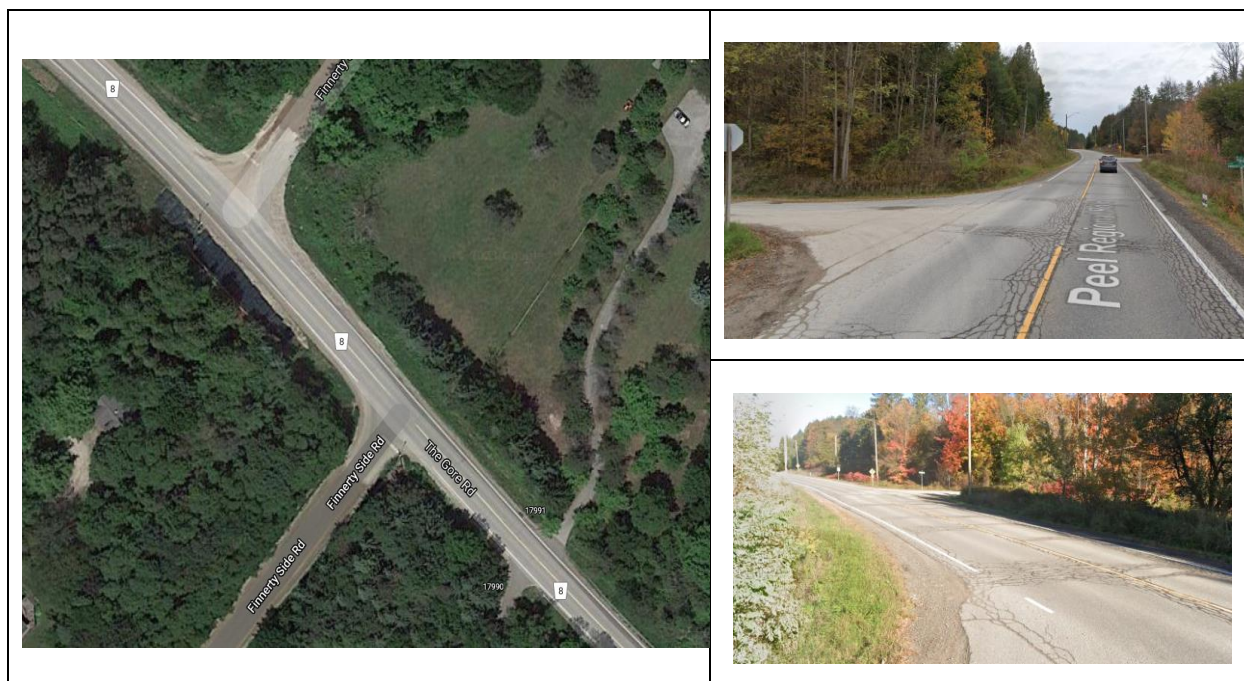 8
Finnerty
8
Finnerty Side Rd
The Gore Rd
17991
Finnerty Side Rd
17990
8
Peel Region